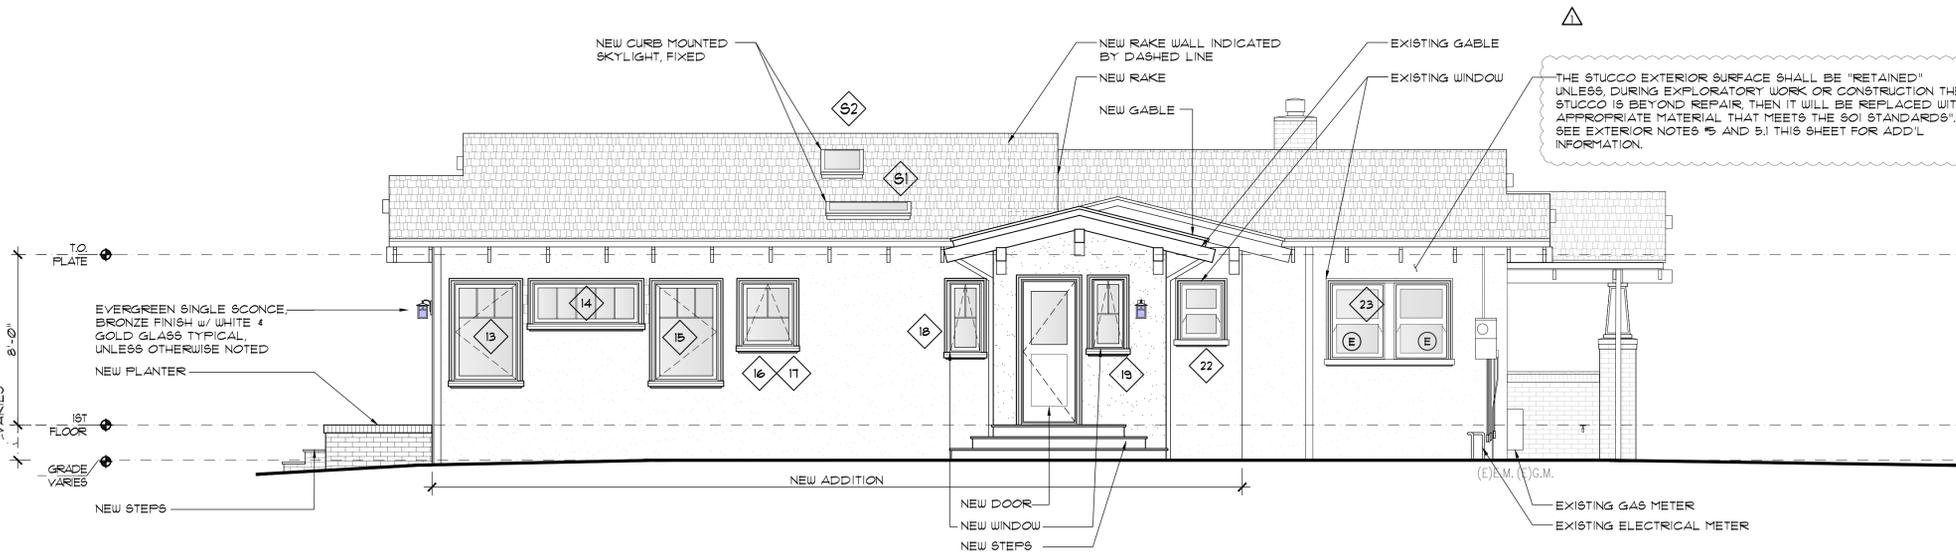 1
NEW CURB MOUNTED
SKYLIGHT, FIXED
NEW RAKE WALL INDICATED
BY DASHED LINE
NEW RAKE
NEW GABLE
EXISTING GABLE
EXISTING WINDOW
THE STUCCO EXTERIOR SURFACE SHALL BE "RETAINED"
UNLESS, DURING EXPLORATORY WORK OR CONSTRUCTION THE
STUCCO IS BEYOND REPAIR, THEN IT WILL BE REPLACED WIT
APPROPRIATE MATERIAL THAT MEETS THE SOI STANDARDS".
SEE EXTERIOR NOTES #5 AND 5.1 THIS SHEET FOR ADD'L
INFORMATION.
S2
S1
T.O.
PLATE
EVERGREEN SINGLE SCONCE,
BRONZE FINISH w/ WHITE &
GOLD GLASS TYPICAL,
UNLESS OTHERWISE NOTED
8'-0"
NEW PLANTER
VARIES
1ST
FLOOR
GRADE
VARIES
NEW STEPS
13
14
15
16
17
18
19
22
23
E
E
NEW ADDITION
NEW DOOR
NEW WINDOW
NEW STEPS
(E)E.M. (E)G.M.
EXISTING GAS METER
EXISTING ELECTRICAL METER